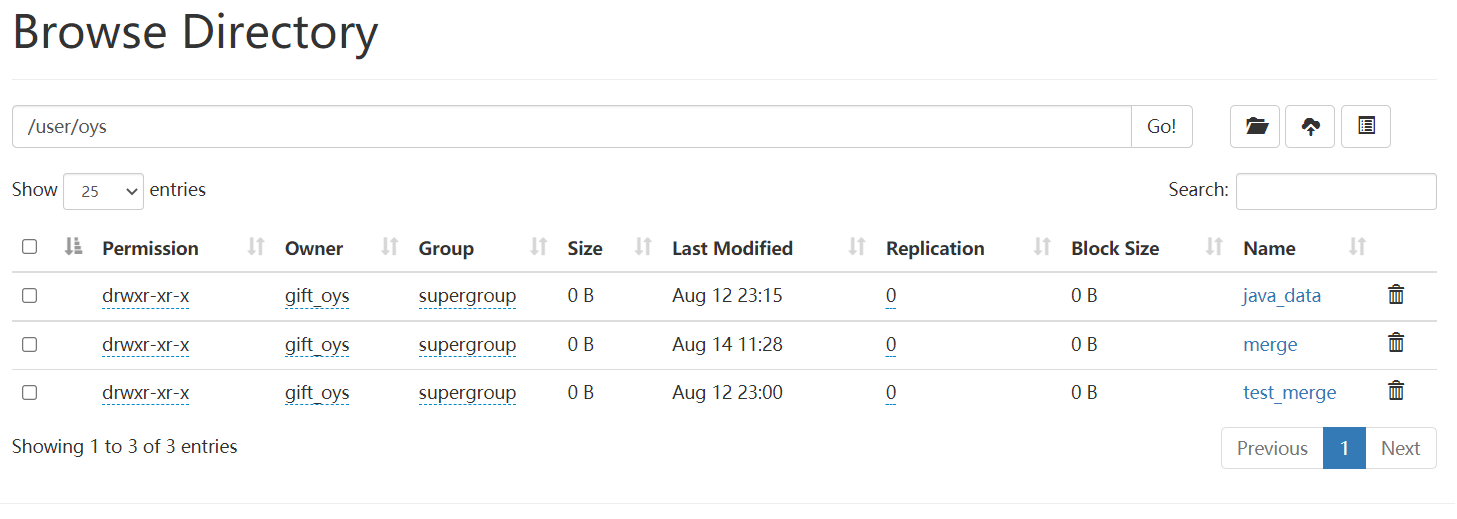 Browse Directory
/user/oys Go!
Show 25 entries Search:
Permission Owner Group Size Last Modified Replication Block Size Name
drwxr-xr-x gift_oys supergroup 0 B Aug 12 23:15 0 0 B java_data
drwxr-xr-x gift_oys supergroup 0 B Aug 14 11:28 0 0 B merge
drwxr-xr-x gift_oys supergroup 0 B Aug 12 23:00 0 0 B test_merge
Showing 1 to 3 of 3 entries Previous 1 Next